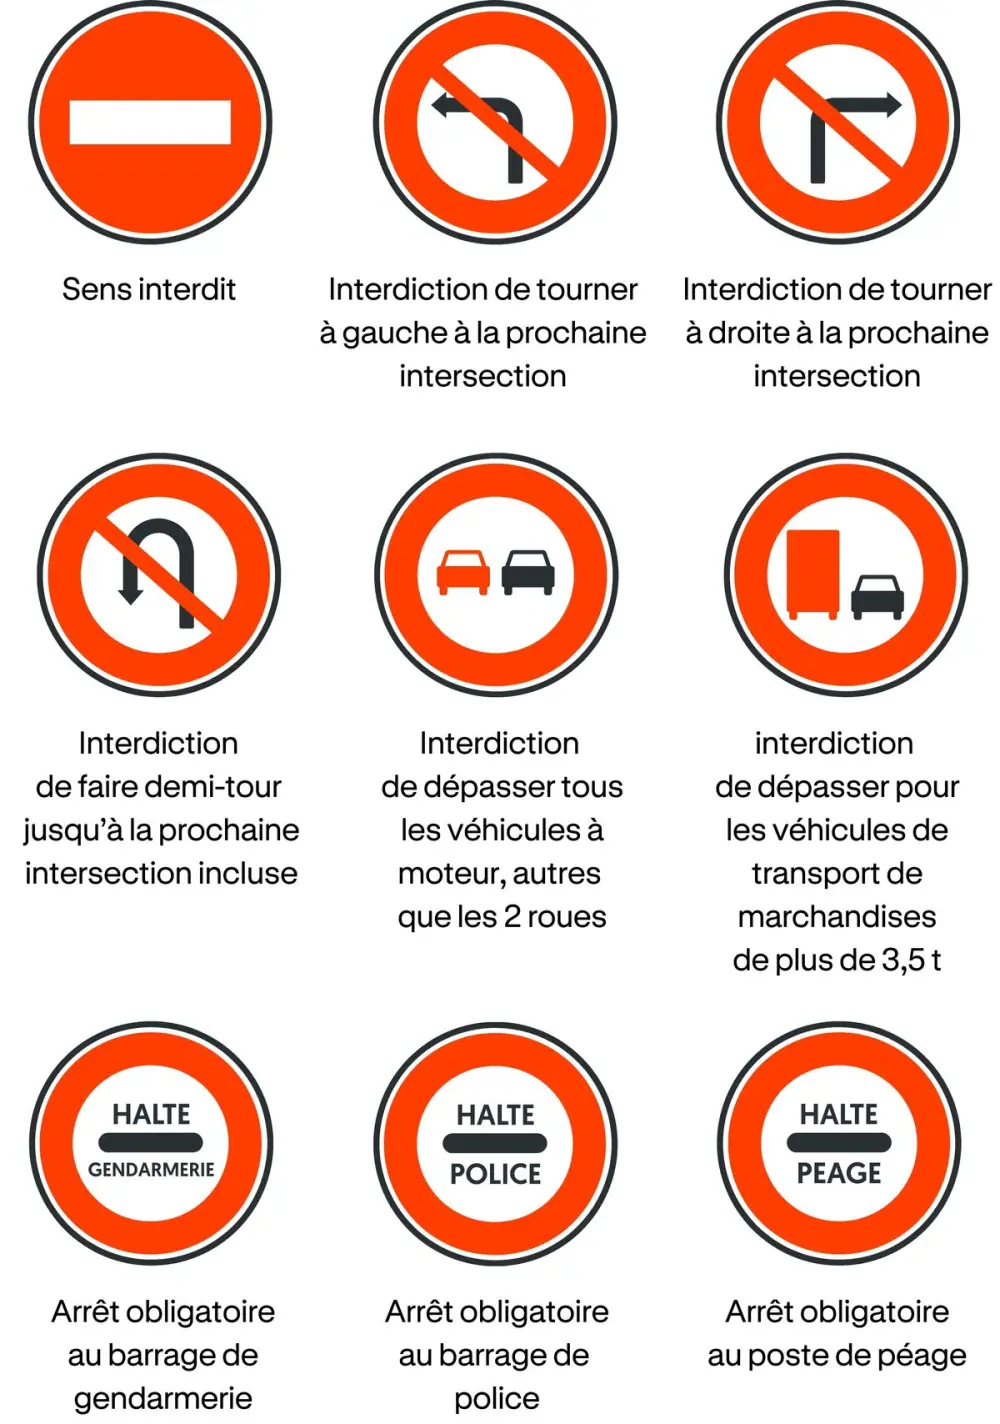 Sens interdit
Interdiction de tourner
à gauche à la prochaine
intersection
Interdiction de tourner
à droite à la prochaine
intersection
Interdiction
de faire demi-tour
jusqu’à la prochaine
intersection incluse
Interdiction
de dépasser tous
les véhicules à
moteur, autres
que les 2 roues
interdiction
de dépasser pour
les véhicules de
transport de
marchandises
de plus de 3,5 t
HALTE
GENDARMERIE
Arrêt obligatoire
au barrage de
gendarmerie
HALTE
POLICE
Arrêt obligatoire
au barrage de
police
HALTE
PEAGE
Arrêt obligatoire
au poste de péage